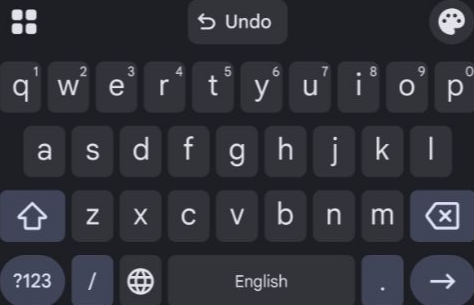 Undo
q1 w2 e3 r4 t5 y6 u7 i8 o9 p0
a s d f g h j k l
z x c v b n m
?123 / English .